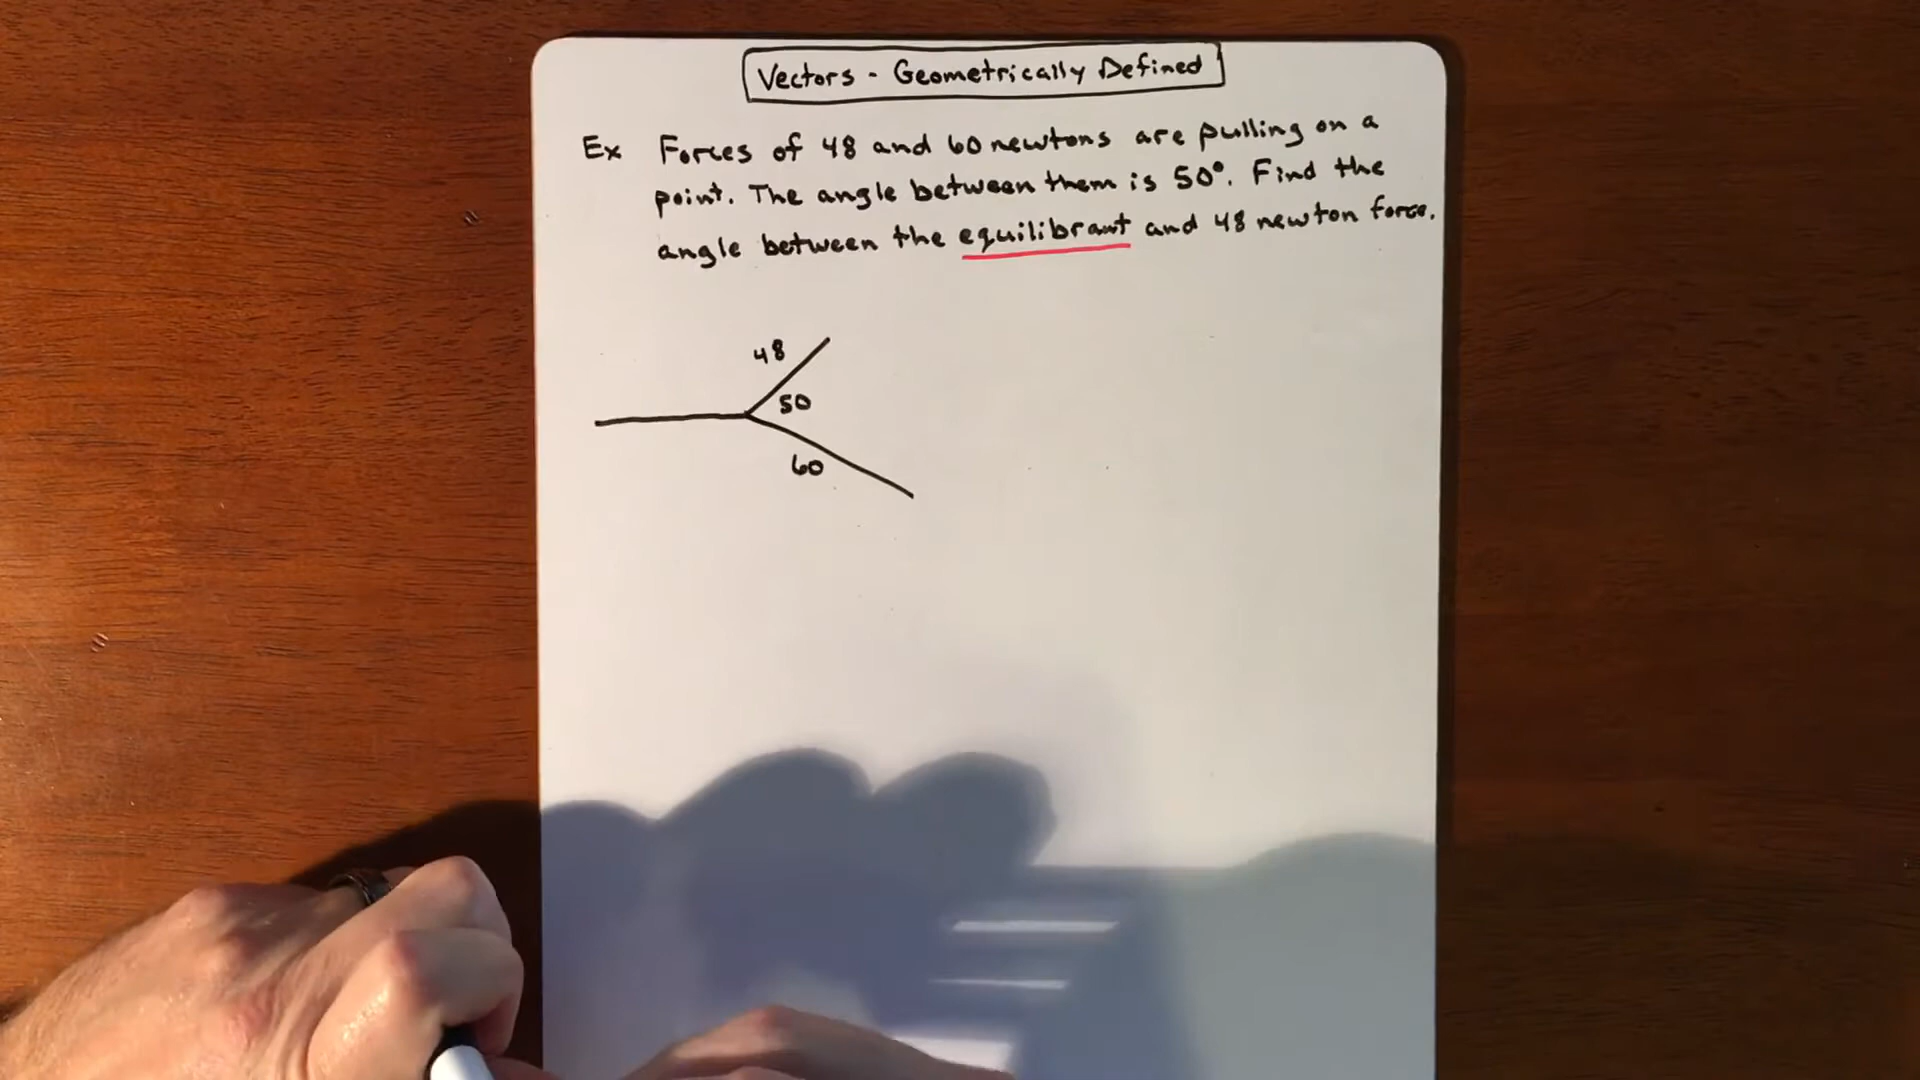 Vectors - Geometrically Defined
Ex Forces of 48 and 60 newtons are pulling on a
point. The angle between them is 50°. Find the
angle between the equilibrant and 48 newton force.
48
50
60